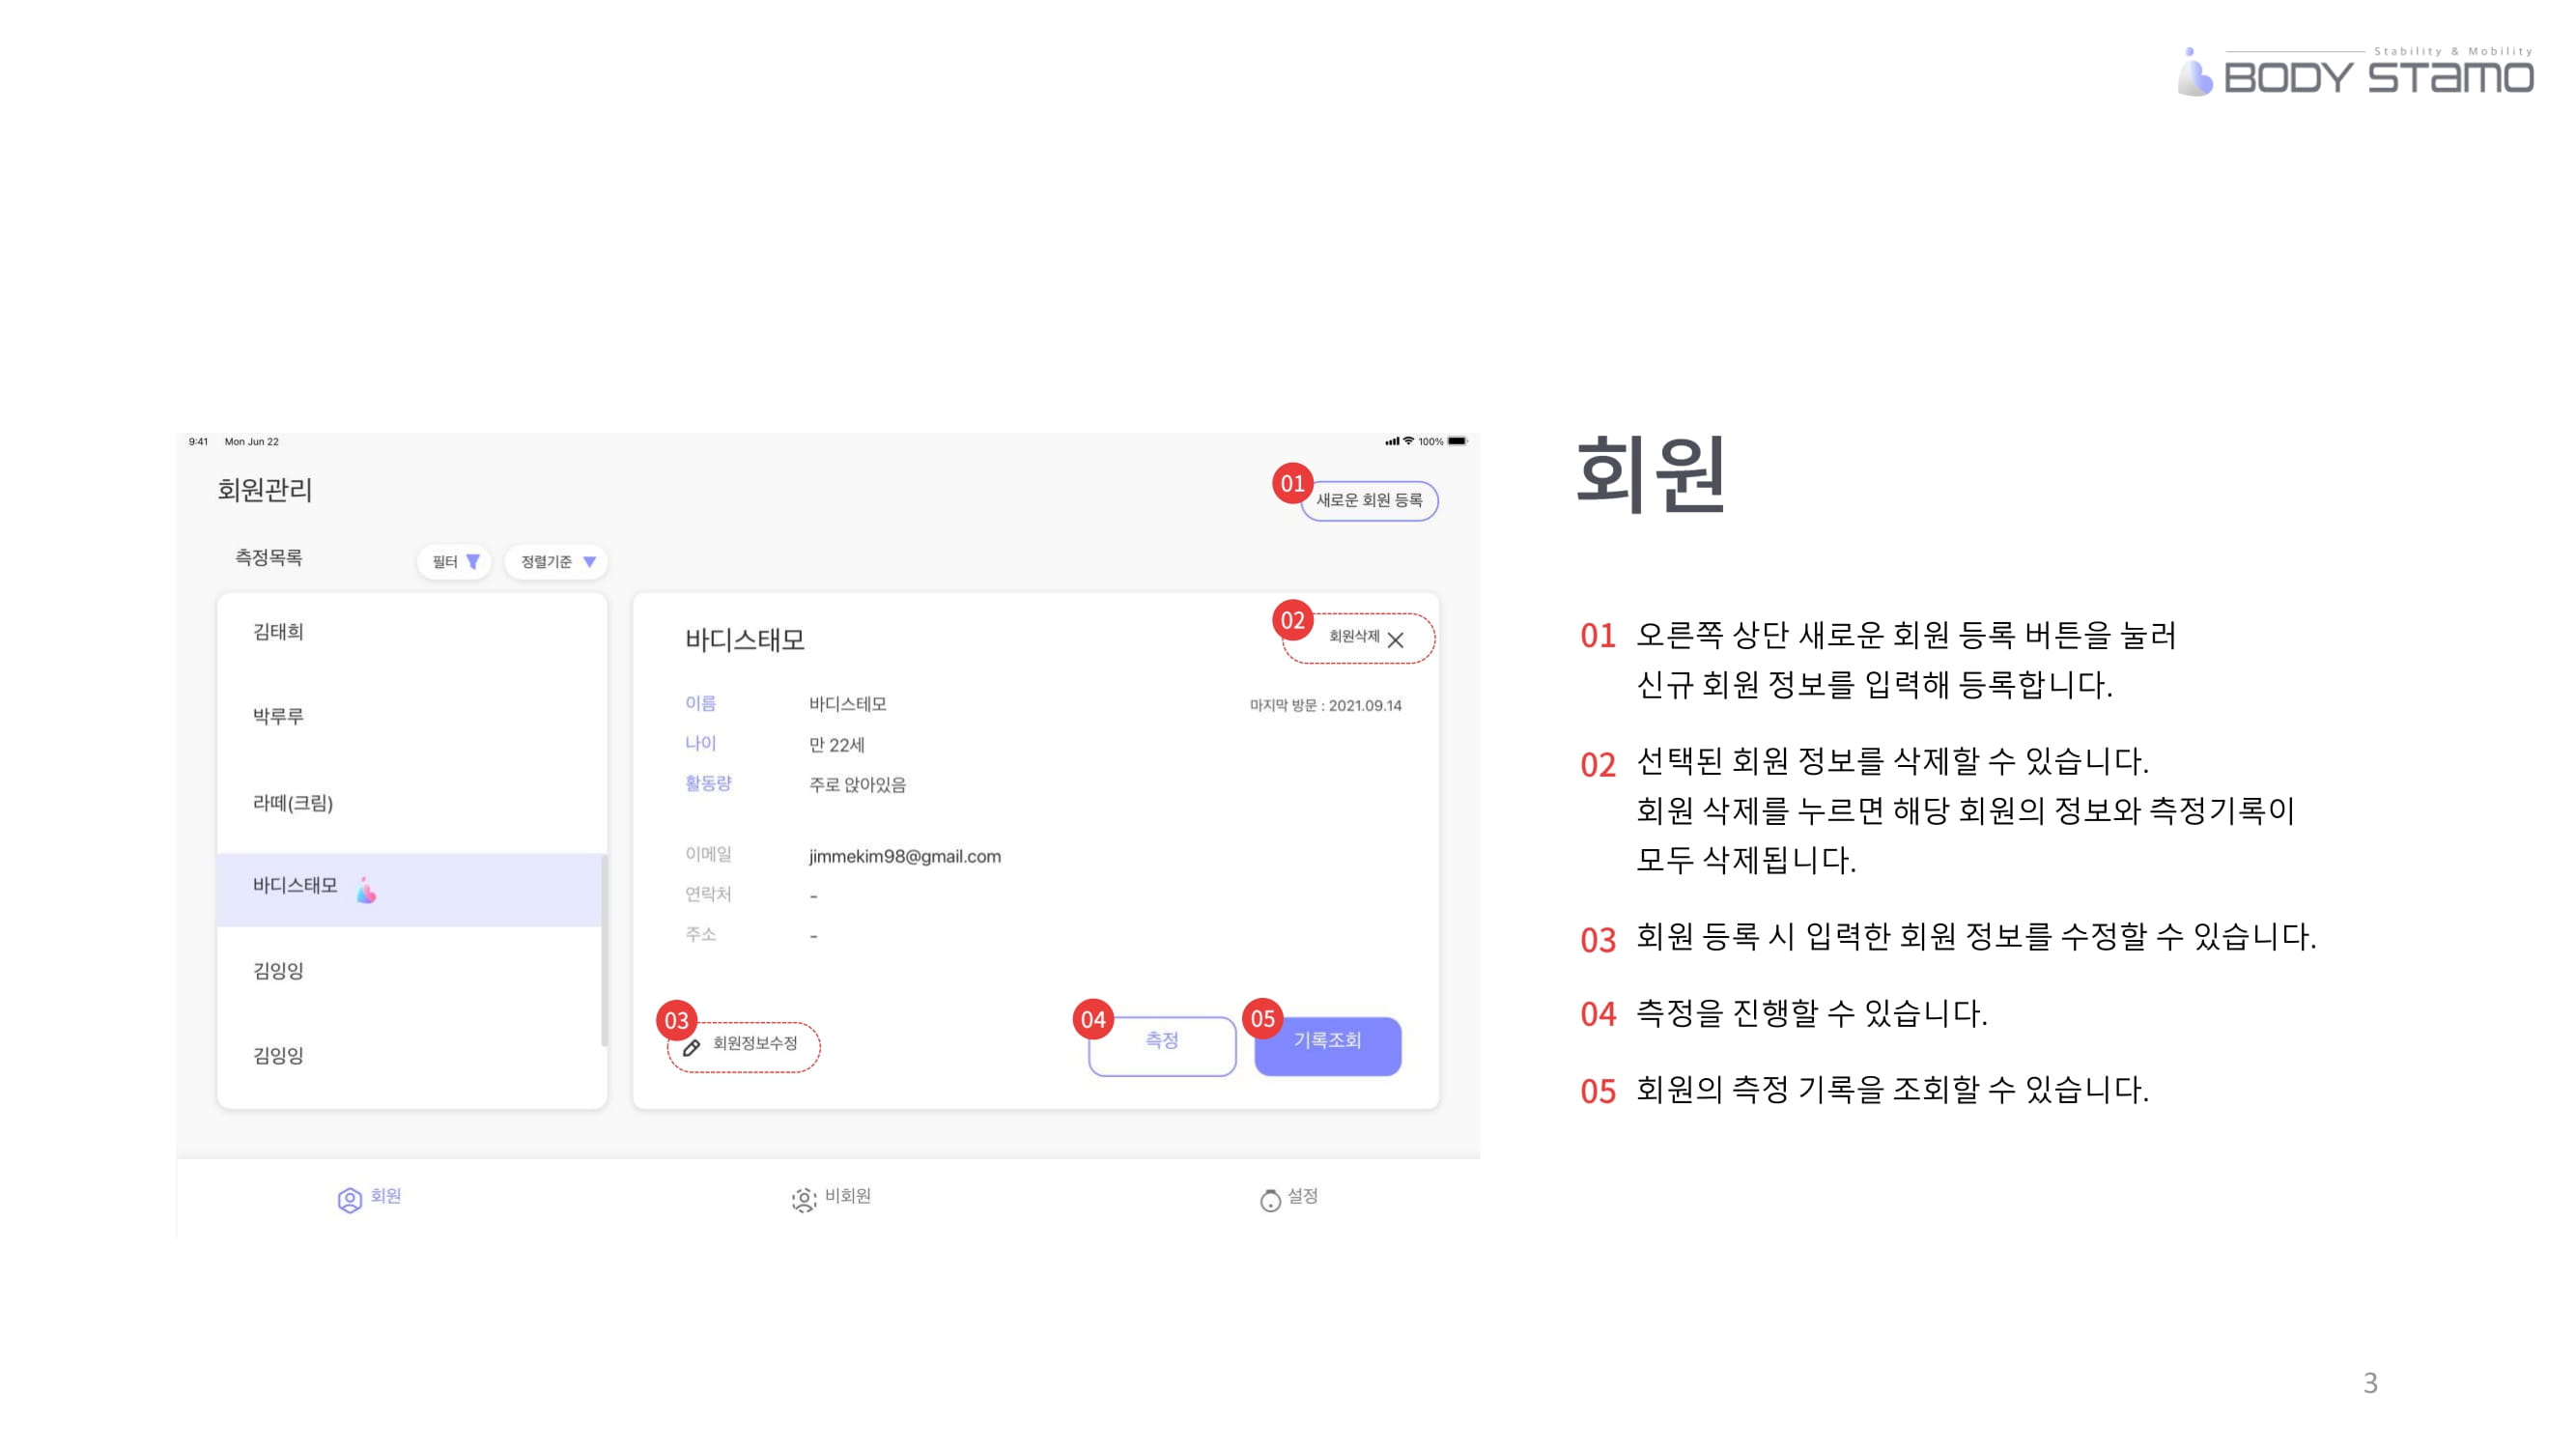 Stability & Mobility
BODY STaMO
9:41 Mon Jun 22
100%
회원관리
01
새로운 회원 등록
측정목록
필터
정렬기준
김태희
박루루
라떼(크림)
바디스태모
김잉잉
김잉잉
바디스태모
02
회원삭제
이름 바디스테모
마지막 방문 : 2021.09.14
나이 만 22세
활동량 주로 앉아있음
이메일 jimmekim98@gmail.com
연락처 -
주소 -
03
회원정보수정
04
측정
05
기록조회
회원
비회원
설정
회원
01 오른쪽 상단 새로운 회원 등록 버튼을 눌러
신규 회원 정보를 입력해 등록합니다.
02 선택된 회원 정보를 삭제할 수 있습니다.
회원 삭제를 누르면 해당 회원의 정보와 측정기록이
모두 삭제됩니다.
03 회원 등록 시 입력한 회원 정보를 수정할 수 있습니다.
04 측정을 진행할 수 있습니다.
05 회원의 측정 기록을 조회할 수 있습니다.
3